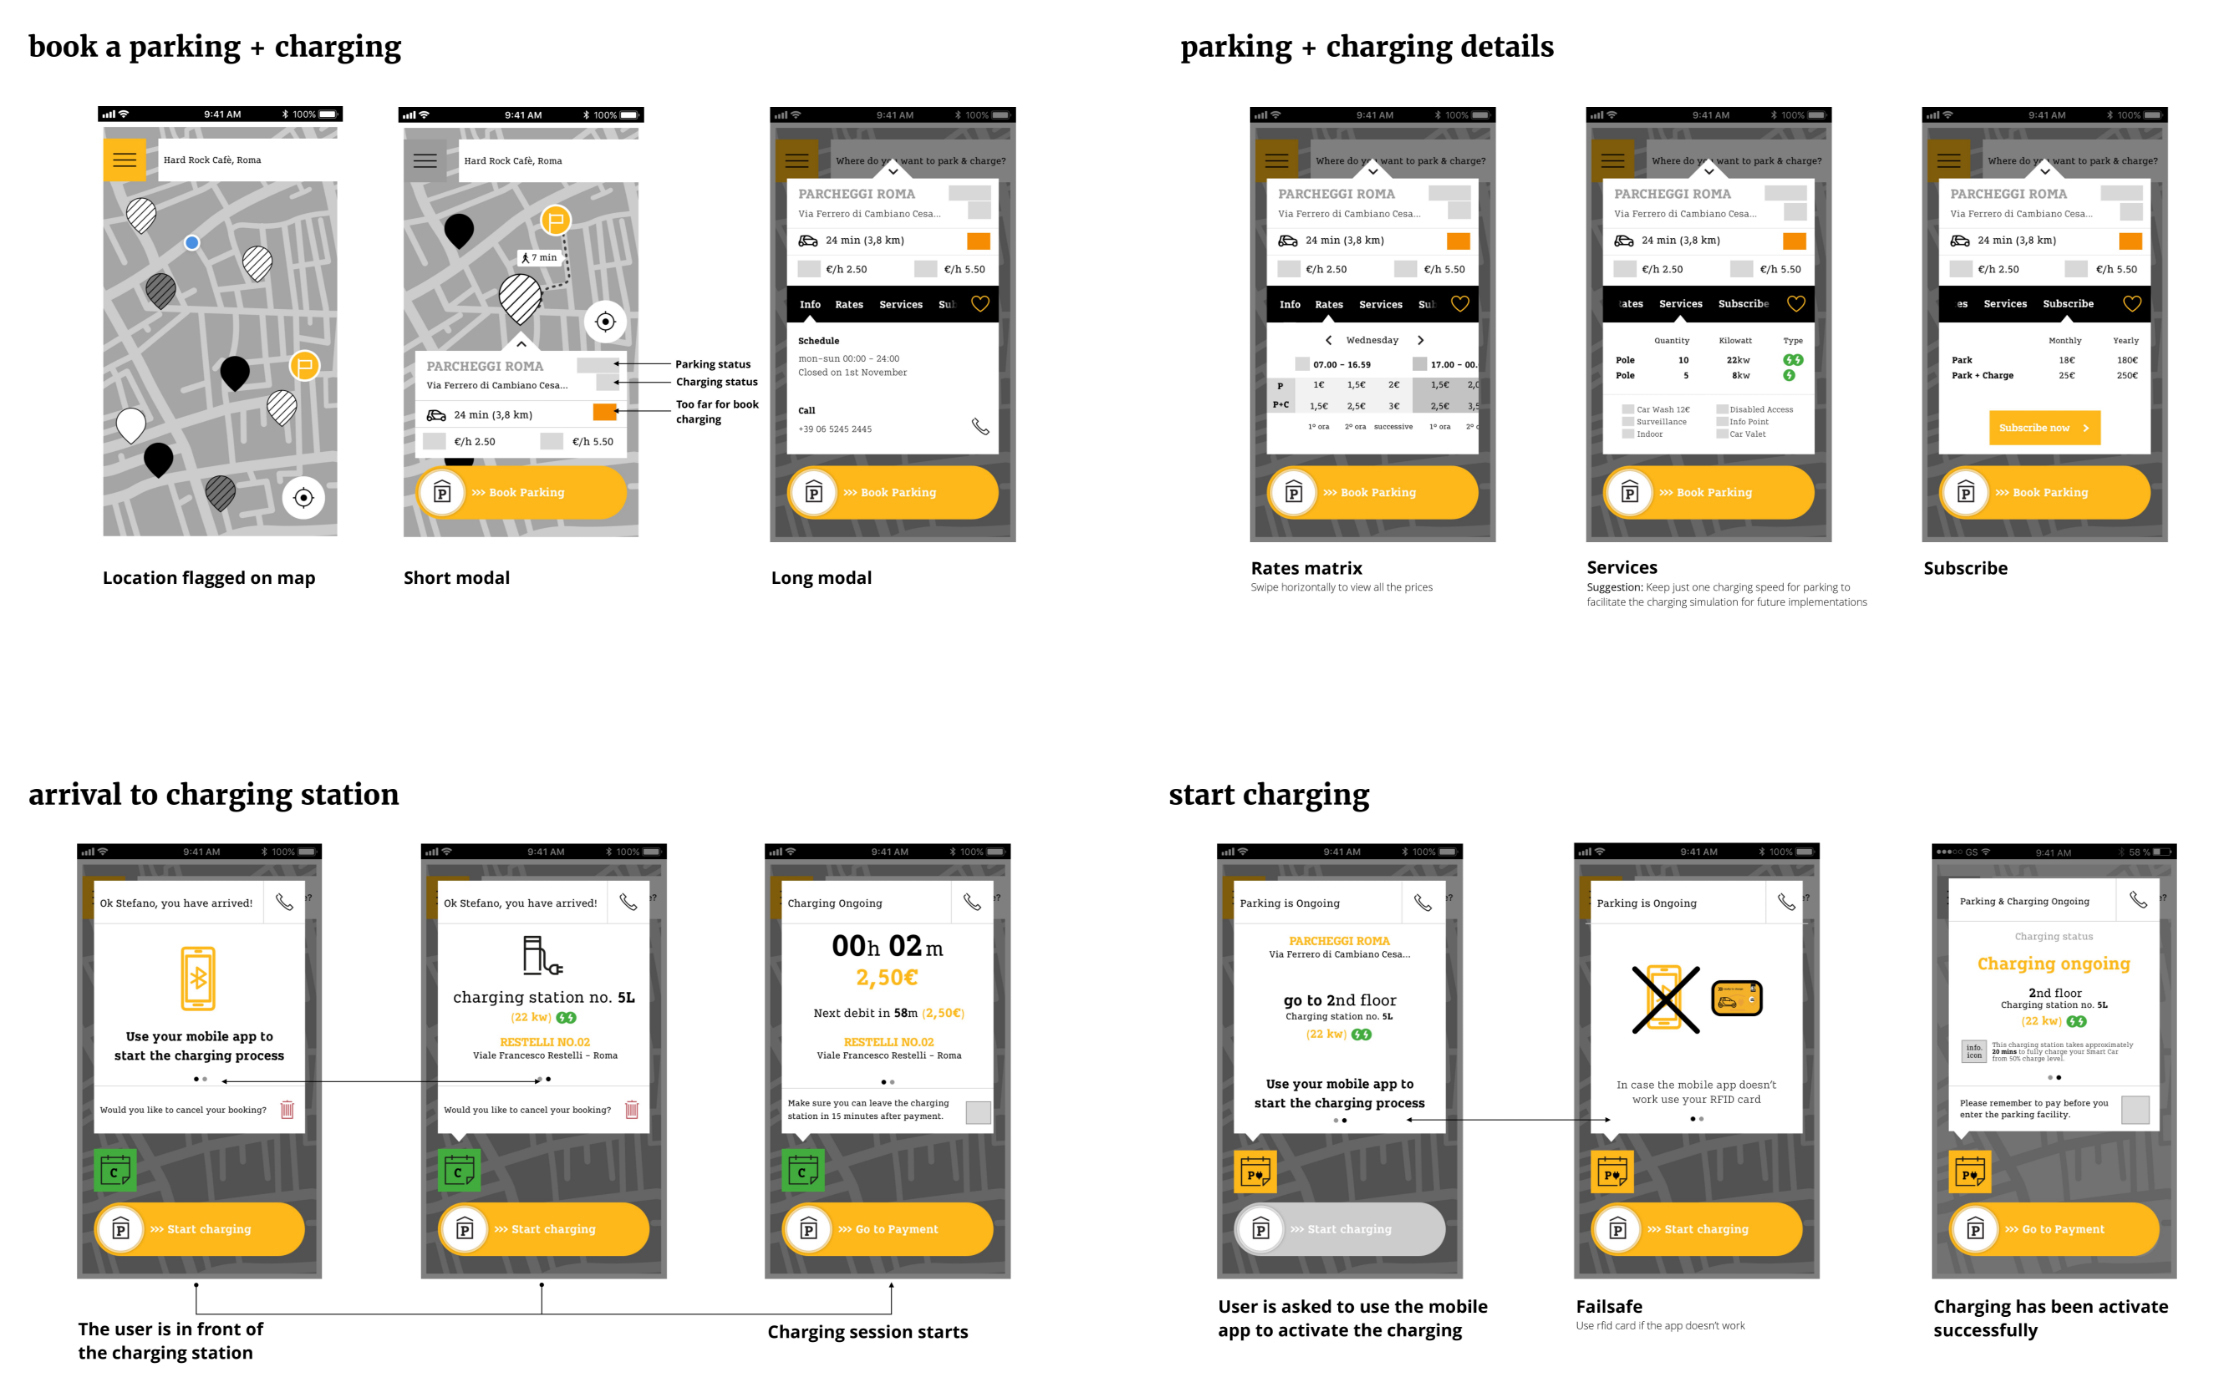 book a parking + charging
9:41 AM
100%
Hard Rock Cafè, Roma
Location flagged on map
9:41 AM
100%
Hard Rock Cafè, Roma
7 min
PARCHEGGI ROMA
Via Ferrero di Cambiano Cesa...
24 min (3,8 km)
€/h 2.50
€/h 5.50
>>> Book Parking
Parking status
Charging status
Too far for book
charging
Short modal
9:41 AM
100%
Where do you want to park & charge?
PARCHEGGI ROMA
Via Ferrero di Cambiano Cesa...
24 min (3,8 km)
€/h 2.50
€/h 5.50
Info Rates Services Sub
Schedule
mon-sun 00:00 - 24:00
Closed on 1st November
Call
+39 06 5245 2445
>>> Book Parking
Long modal
parking + charging details
9:41 AM
100%
Where do you want to park & charge?
PARCHEGGI ROMA
Via Ferrero di Cambiano Cesa...
24 min (3,8 km)
€/h 2.50
€/h 5.50
Info Rates Services Su
Wednesday
07.00 - 16.59
17.00 - 00.
P 1€ 1,5€ 2€ 1,5€ 2,0
P+C 1,5€ 2,5€ 3€ 2,5€ 3,5
1º ora 2º ora successive 1º ora 2º o
>>> Book Parking
Rates matrix
Swipe horizontally to view all the prices
9:41 AM
100%
Where do you want to park & charge?
PARCHEGGI ROMA
Via Ferrero di Cambiano Cesa...
24 min (3,8 km)
€/h 2.50
€/h 5.50
ates Services Subscribe
Quantity Kilowatt Type
Pole 10 22kw
Pole 5 8kw
Car Wash 12€
Surveillance
Indoor
Disabled Access
Info Point
Car Valet
>>> Book Parking
Services
Suggestion: Keep just one charging speed for parking to
facilitate the charging simulation for future implementations
9:41 AM
100%
Where do you want to park & charge?
PARCHEGGI ROMA
Via Ferrero di Cambiano Cesa...
24 min (3,8 km)
€/h 2.50
€/h 5.50
es Services Subscribe
Monthly Yearly
Park 18€ 180€
Park + Charge 25€ 250€
Subscribe now
>>> Book Parking
Subscribe
arrival to charging station
9:41 AM
100%
Ok Stefano, you have arrived!
Use your mobile app to
start the charging process
Would you like to cancel your booking?
C
P
>>> Start charging
The user is in front of
the charging station
9:41 AM
100%
Ok Stefano, you have arrived!
charging station no. 5L
(22 kw)
RESTELLI NO.02
Viale Francesco Restelli - Roma
Would you like to cancel your booking?
C
P
>>> Start charging
9:41 AM
100%
Charging Ongoing
00h 02m
2,50€
Next debit in 58m (2,50€)
RESTELLI NO.02
Viale Francesco Restelli - Roma
Make sure you can leave the charging
station in 15 minutes after payment.
C
P
>>> Go to Payment
Charging session starts
start charging
9:41 AM
100%
Parking is Ongoing
PARCHEGGI ROMA
Via Ferrero di Cambiano Cesa...
go to 2nd floor
Charging station no. 5L
(22 kw)
Use your mobile app to
start the charging process
P
P
>>> Start charging
User is asked to use the mobile
app to activate the charging
9:41 AM
100%
Parking is Ongoing
In case the mobile app doesn't
work use your RFID card
P
P
>>> Start charging
Failsafe
Use rfid card if the app doesn't work
GS
9:41 AM
58 %
Parking & Charging Ongoing
Charging status
Charging ongoing
2nd floor
Charging station no. 5L
(22 kw)
info.
icon
This charging station takes approximately
20 mins to fully charge your Smart Car
from 50% charge level.
Please remember to pay before you
enter the parking facility.
P
P
>>> Go to Payment
Charging has been activate
successfully